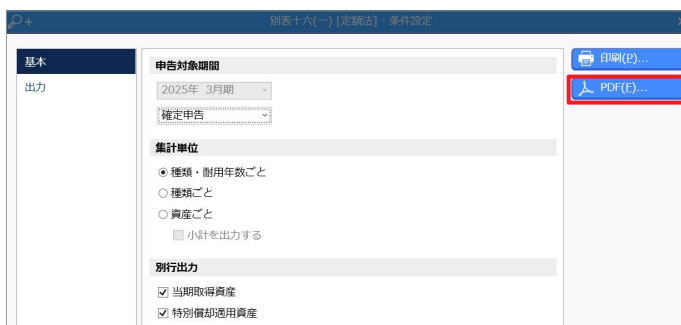 別表十六(一) [定額法] - 条件設定
基本
出力
申告対象期間
2025年 3月期
確定申告
集計単位
種類・耐用年数ごと
種類ごと
資産ごと
小計を出力する
別行出力
当期取得資産
特別償却適用資産
印刷(P)...
PDF(F)...